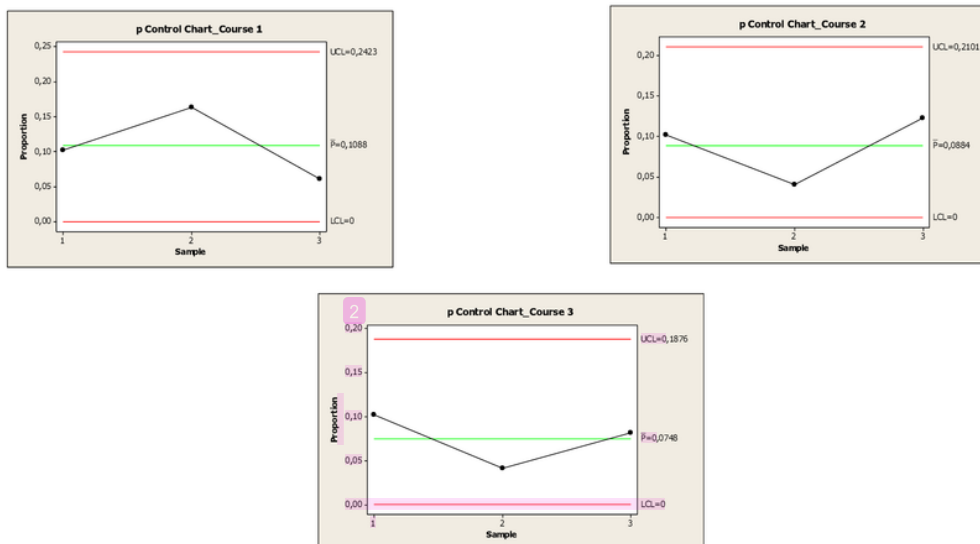 p Control Chart_Course 1
0,25
0,20
0,15
0,10
0,05
0,00
Proportion
UCL=0,2423
P̅=0,1088
LCL=0
1 2 3
Sample
p Control Chart_Course 2
0,20
0,15
0,10
0,05
0,00
Proportion
UCL=0,2101
P̅=0,0884
LCL=0
1 2 3
Sample
2
p Control Chart_Course 3
0,20
0,15
0,10
0,05
0,00
Proportion
UCL=0,1876
P̅=0,0748
LCL=0
1 2 3
Sample